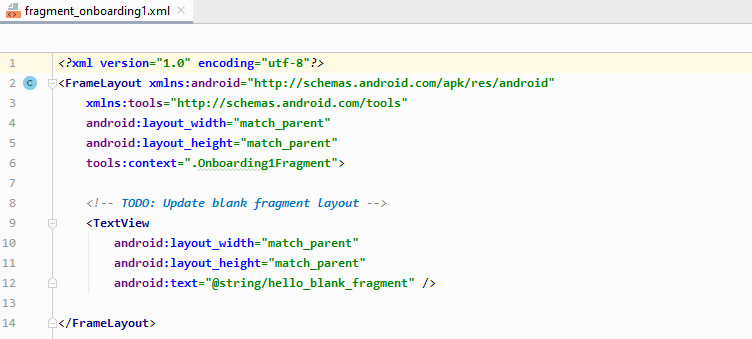 fragment_onboarding1.xml
1 <?xml version="1.0" encoding="utf-8"?>
2 C <FrameLayout xmlns:android="http://schemas.android.com/apk/res/android"
3 xmlns:tools="http://schemas.android.com/tools"
4 android:layout_width="match_parent"
5 android:layout_height="match_parent"
6 tools:context=".Onboarding1Fragment">
7
8 <!-- TODO: Update blank fragment layout -->
9 <TextView
10 android:layout_width="match_parent"
11 android:layout_height="match_parent"
12 android:text="@string/hello_blank_fragment" />
13
14 </FrameLayout>